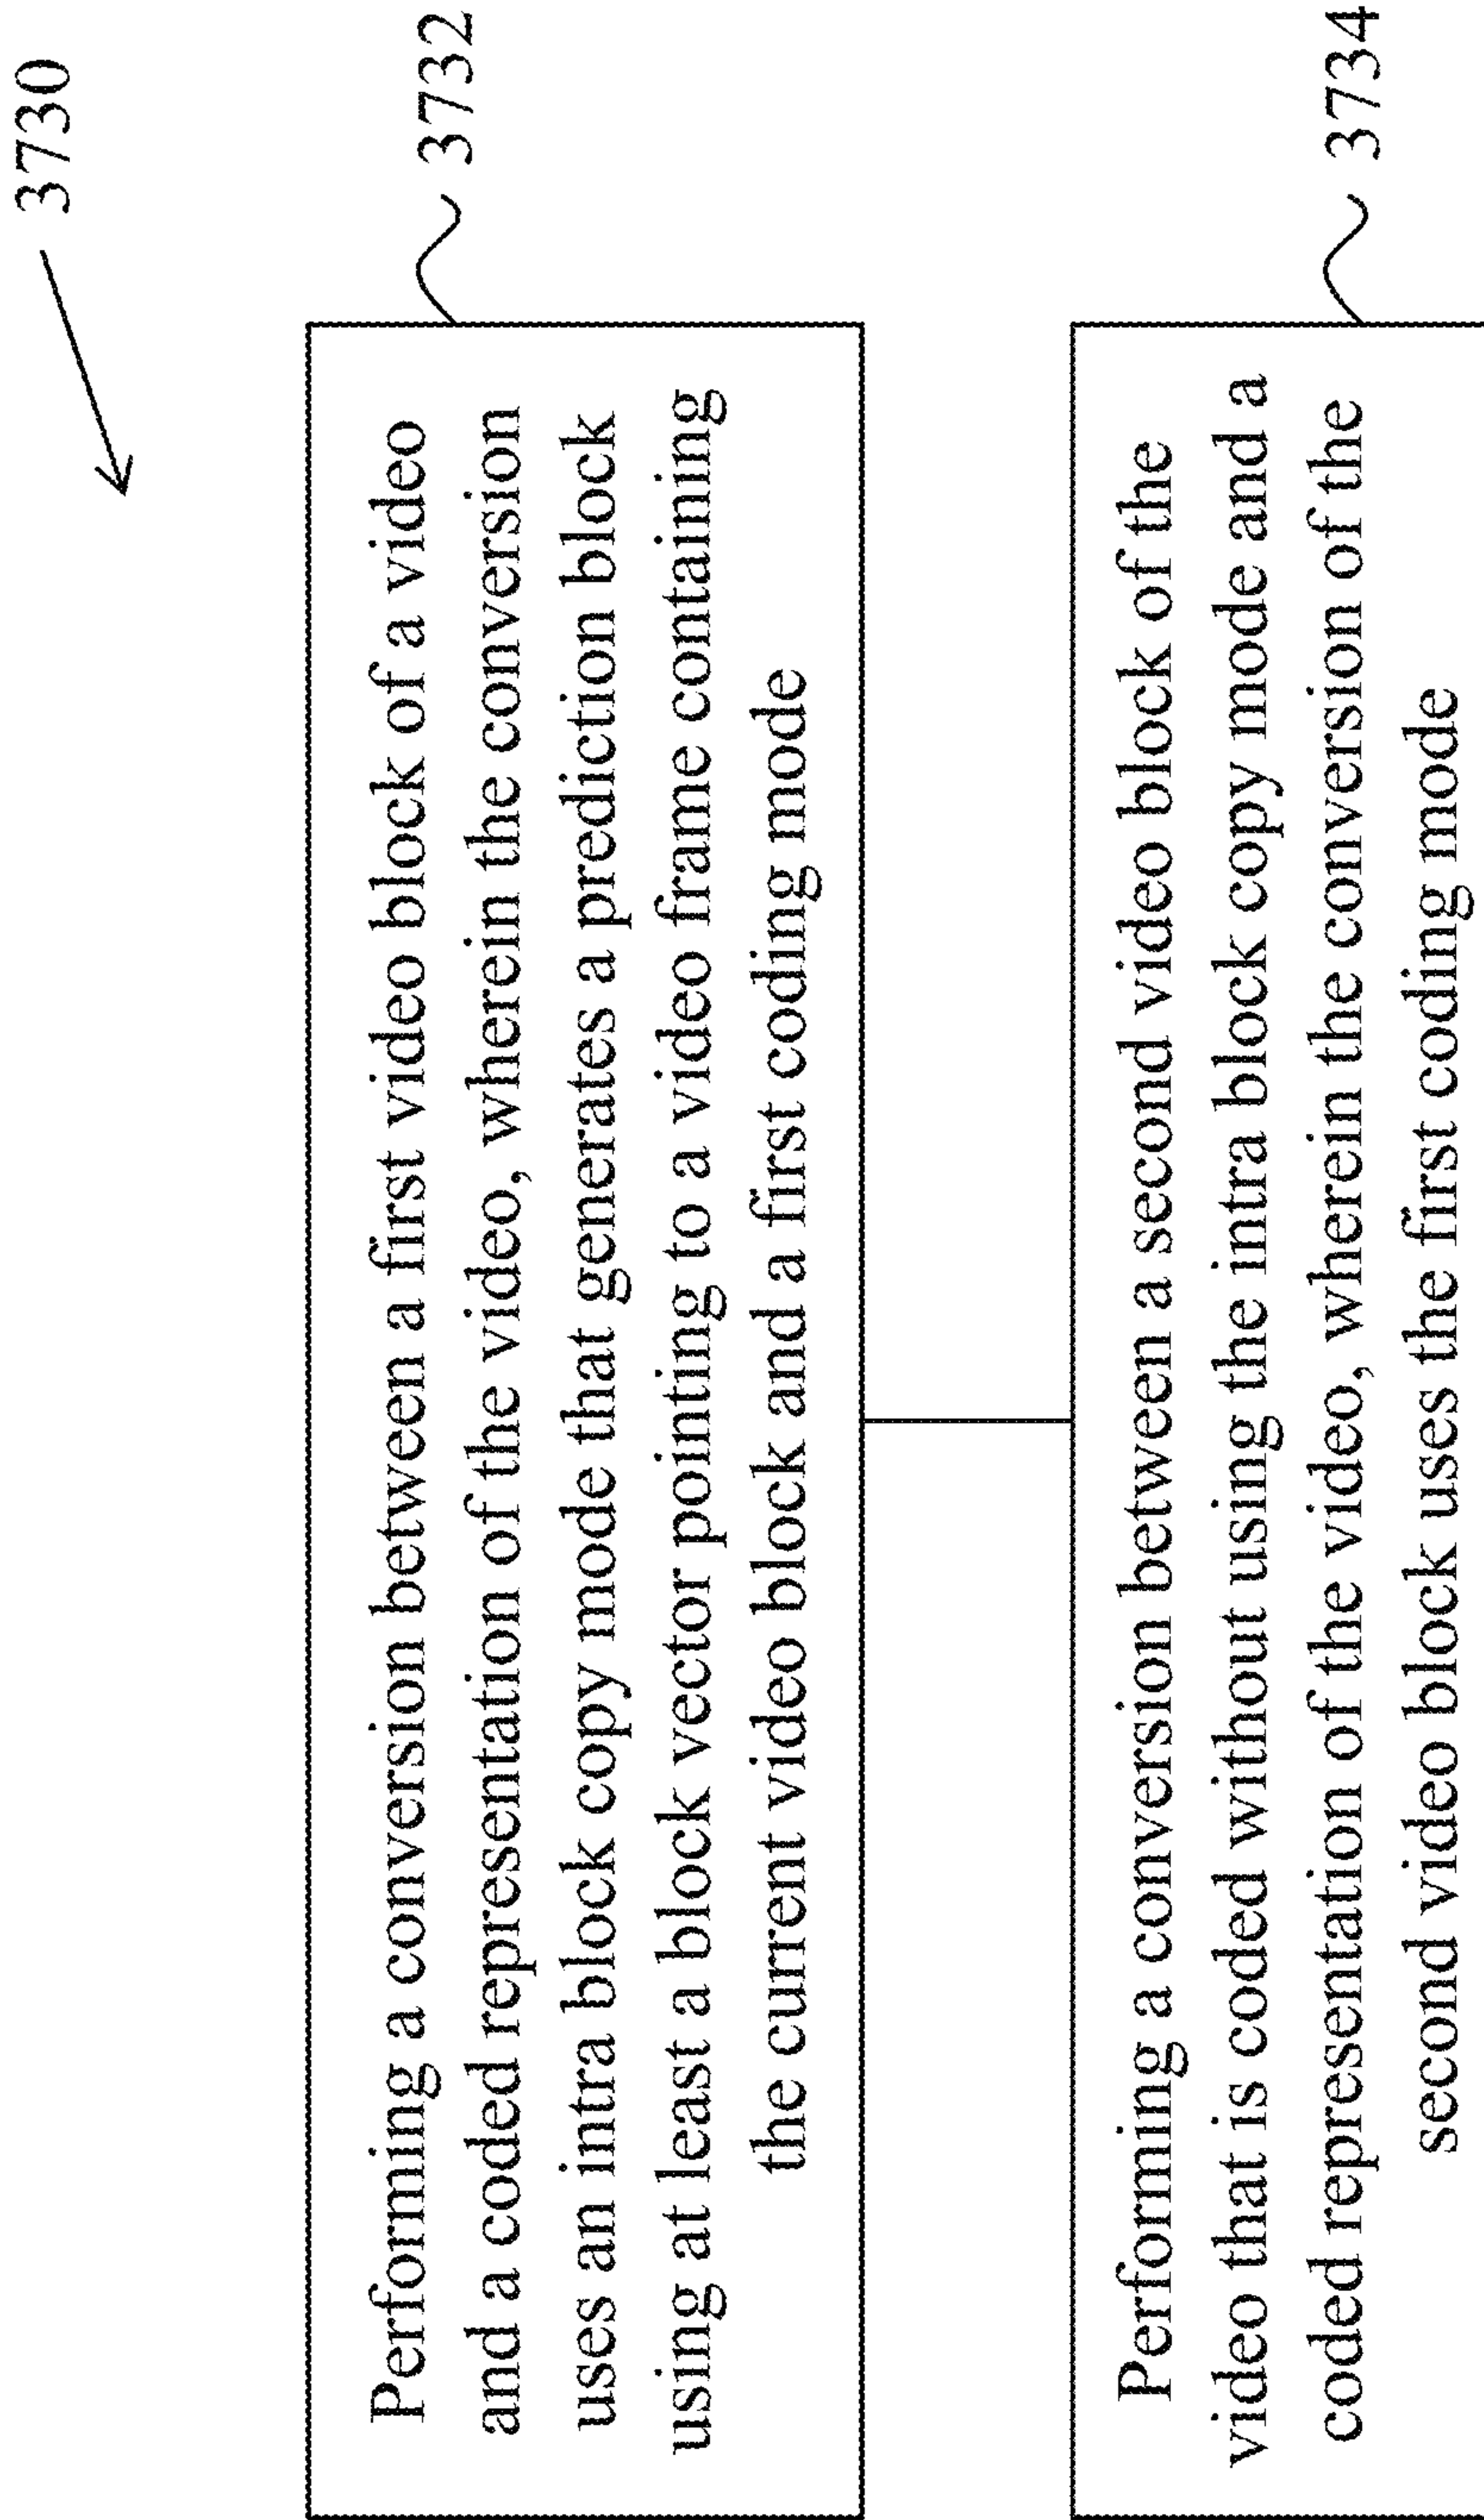 3730
3732
Performing a conversion between a first video block of a video
and a coded representation of the video, wherein the conversion
uses an intra block copy mode that generates a prediction block
using at least a block vector pointing to a video frame containing
the current video block and a first coding mode
3734
Performing a conversion between a second video block of the
video that is coded without using the intra block copy mode and a
coded representation of the video, wherein the conversion of the
second video block uses the first coding mode